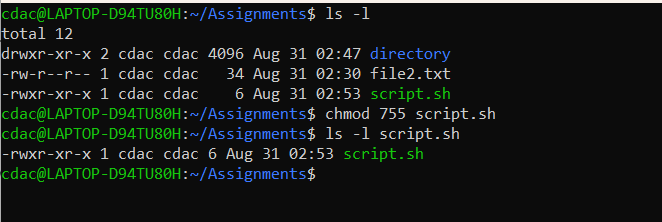 cdac@LAPTOP-D94TU80H:~/Assignments$ ls -l
total 12
drwxr-xr-x 2 cdac cdac 4096 Aug 31 02:47 directory
-rw-r--r-- 1 cdac cdac   34 Aug 31 02:30 file2.txt
-rwxr-xr-x 1 cdac cdac    6 Aug 31 02:53 script.sh
cdac@LAPTOP-D94TU80H:~/Assignments$ chmod 755 script.sh
cdac@LAPTOP-D94TU80H:~/Assignments$ ls -l script.sh
-rwxr-xr-x 1 cdac cdac 6 Aug 31 02:53 script.sh
cdac@LAPTOP-D94TU80H:~/Assignments$